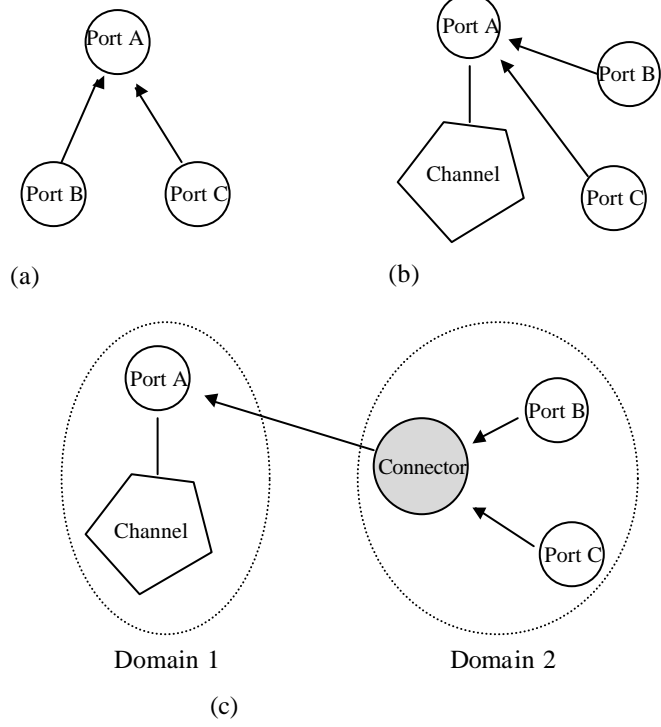 Port A
Port B
Port C
(a)
Port A
Port B
Channel
Port C
(b)
Port A
Port B
Connector
Channel
Port C
Domain 1
Domain 2
(c)